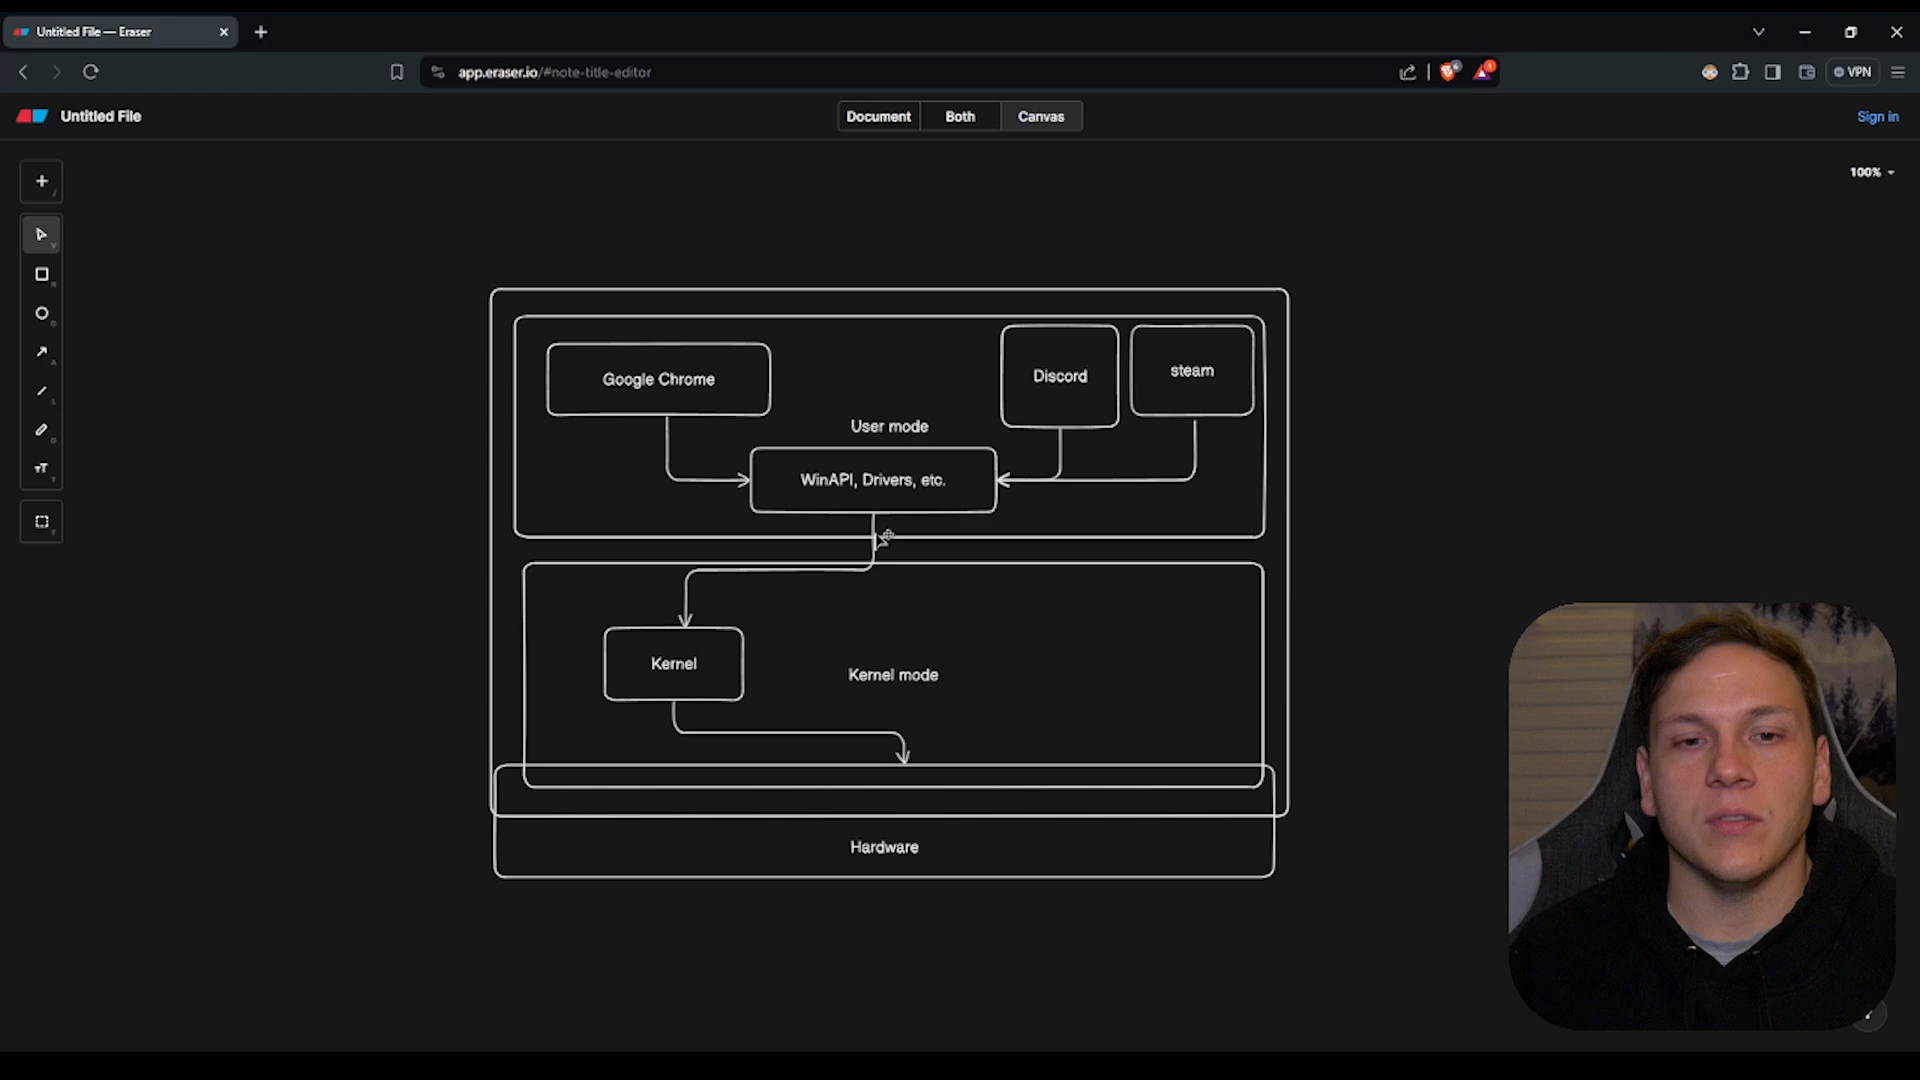 Untitled File — Eraser
app.eraser.io/#note-title-editor
VPN
Untitled File
Document
Both
Canvas
Sign in
100%
Google Chrome
Discord
steam
User mode
WinAPI, Drivers, etc.
Kernel
Kernel mode
Hardware